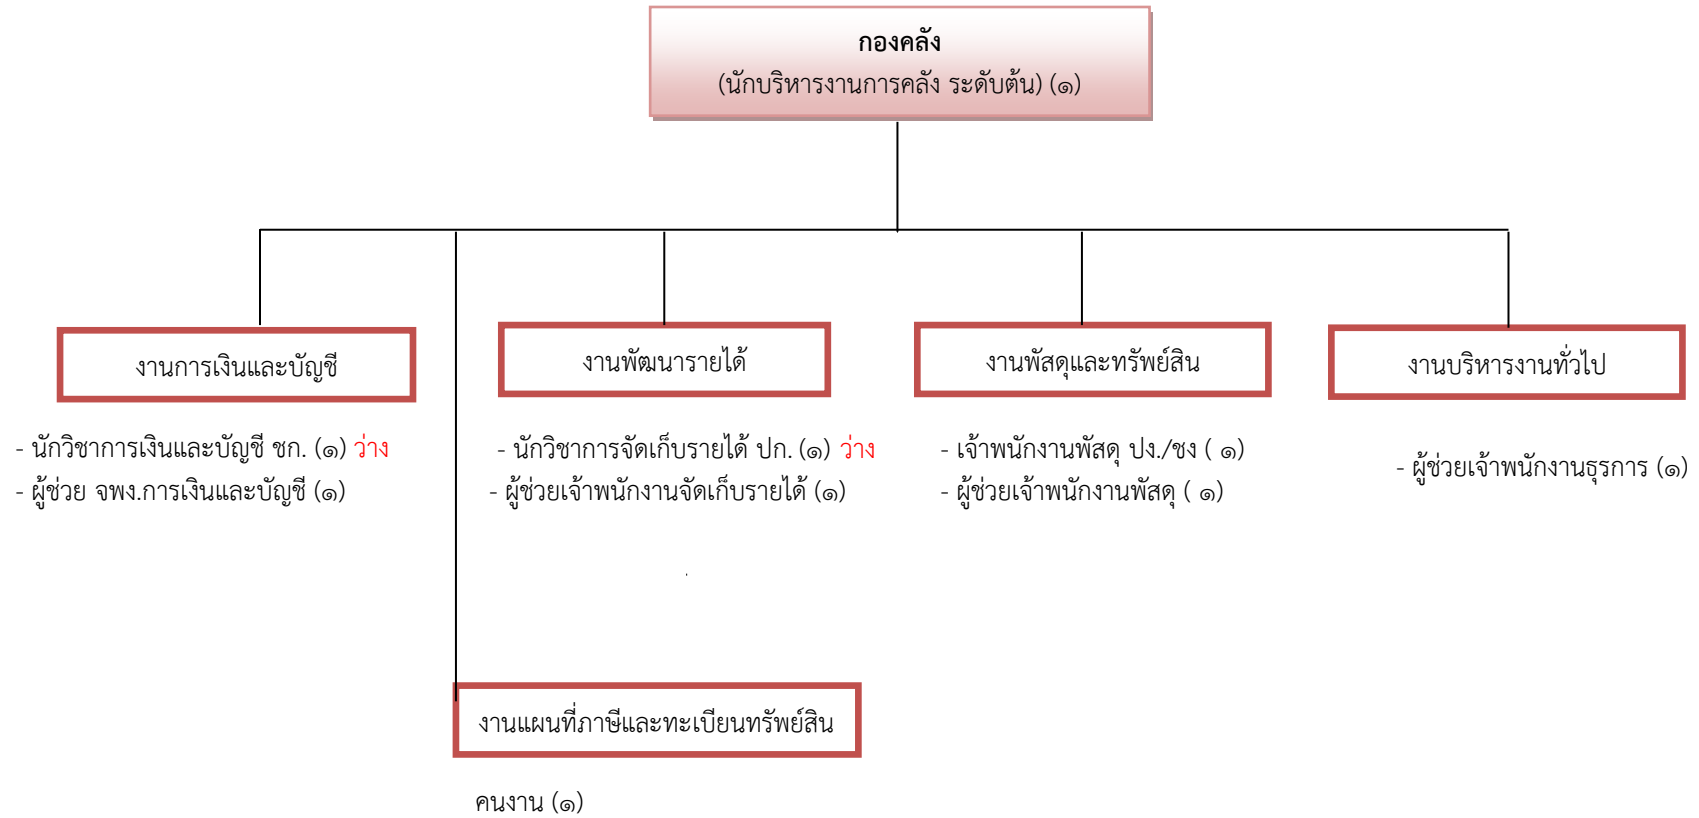 กองคลัง
(นักบริหารงานการคลัง ระดับต้น) (๑)
งานการเงินและบัญชี
- นักวิชาการเงินและบัญชี ชก. (๑) ว่าง
- ผู้ช่วย จพง.การเงินและบัญชี (๑)
งานพัฒนารายได้
- นักวิชาการจัดเก็บรายได้ ปก. (๑) ว่าง
- ผู้ช่วยเจ้าพนักงานจัดเก็บรายได้ (๑)
งานพัสดุและทรัพย์สิน
- เจ้าพนักงานพัสดุ ปง./ชง ( ๑)
- ผู้ช่วยเจ้าพนักงานพัสดุ ( ๑)
งานบริหารงานทั่วไป
- ผู้ช่วยเจ้าพนักงานธุรการ (๑)
งานแผนที่ภาษีและทะเบียนทรัพย์สิน
คนงาน (๑)